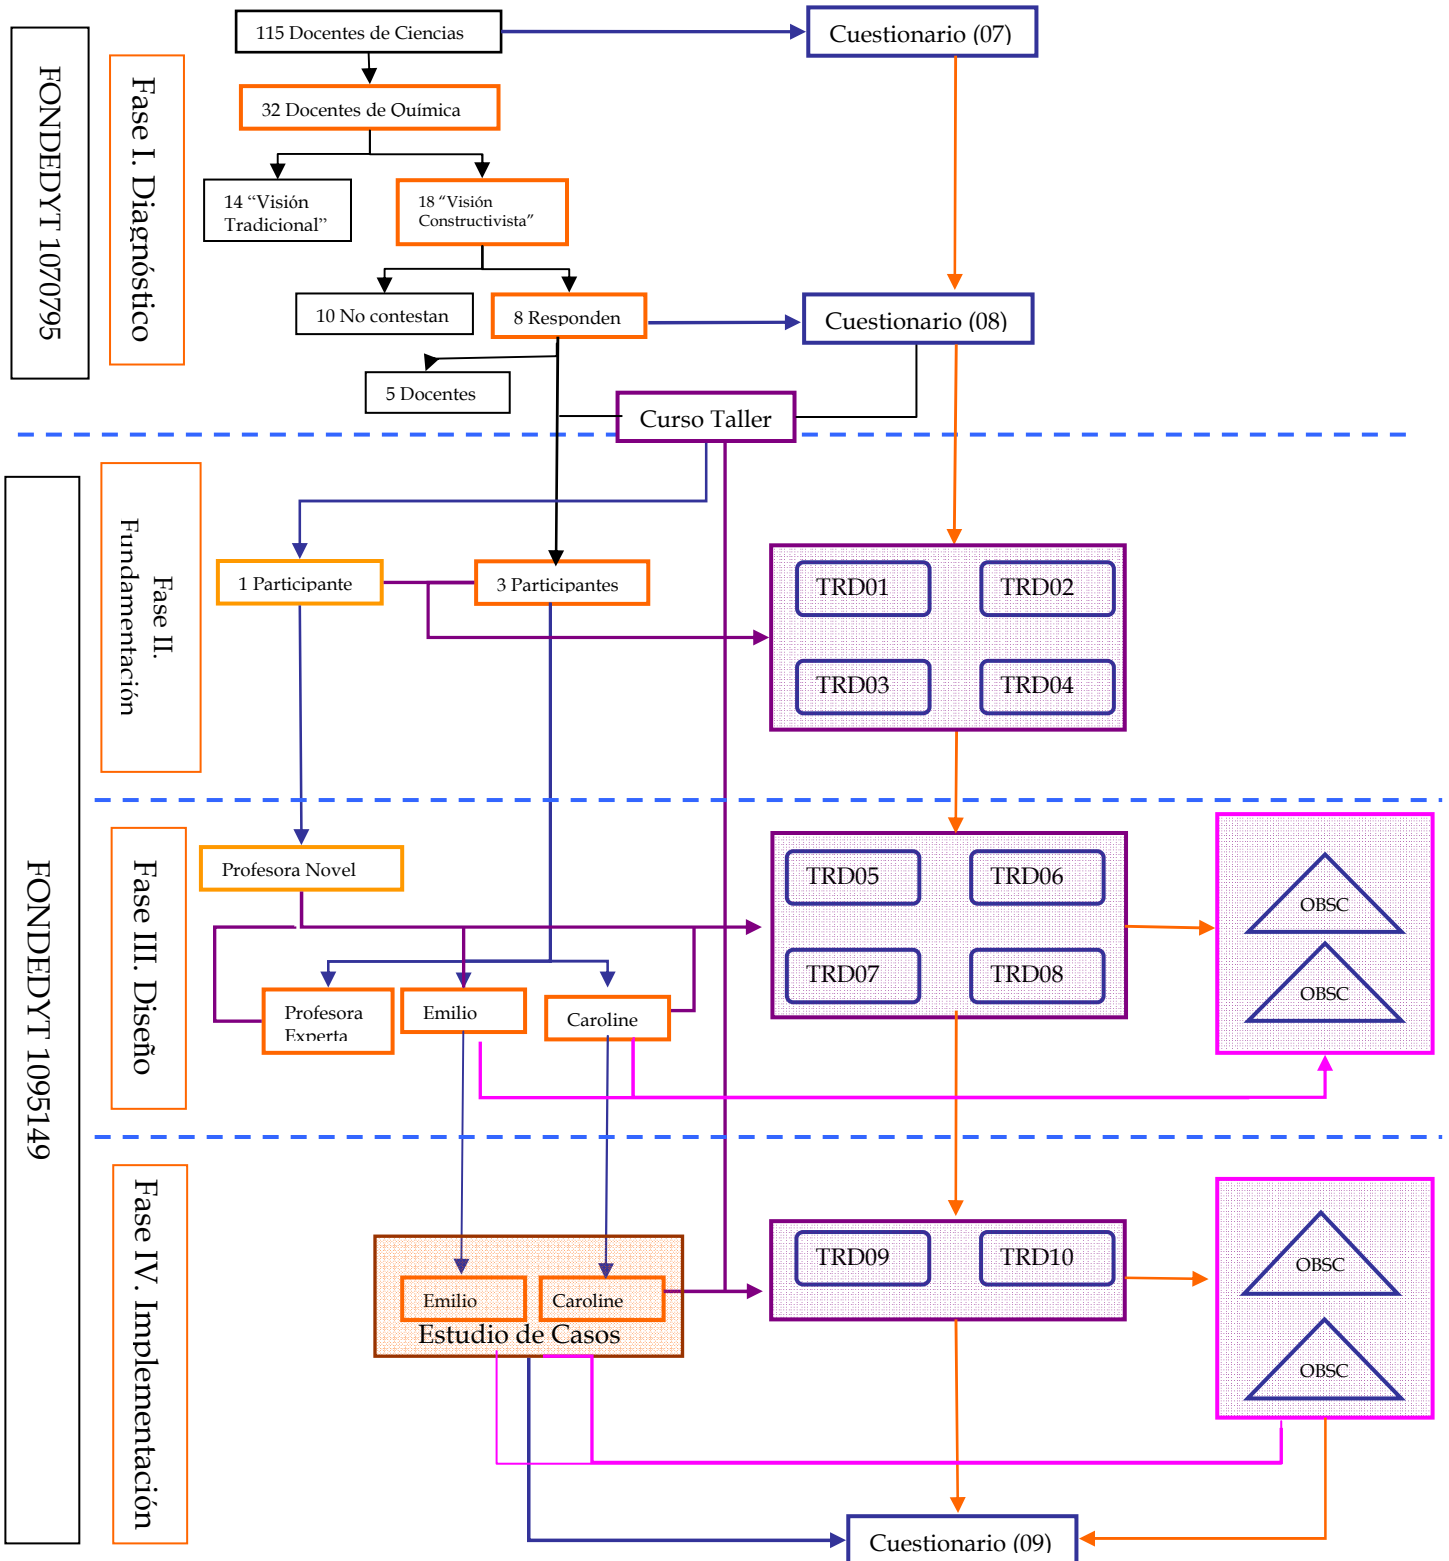 115 Docentes de Ciencias
Cuestionario (07)
FONDEDYT 1070795
Fase I. Diagnóstico
32 Docentes de Química
14 “Visión
Tradicional”
18 “Visión
Constructivista”
10 No contestan
8 Responden
Cuestionario (08)
5 Docentes
Curso Taller
FONDEDYT 1095149
Fase II.
Fundamentación
1 Participante
3 Participantes
TRD01
TRD02
TRD03
TRD04
Fase III. Diseño
Profesora Novel
Profesora
Experta
Emilio
Caroline
TRD05
TRD06
TRD07
TRD08
OBSC
OBSC
Fase IV. Implementación
Emilio
Caroline
Estudio de Casos
TRD09
TRD10
OBSC
OBSC
Cuestionario (09)